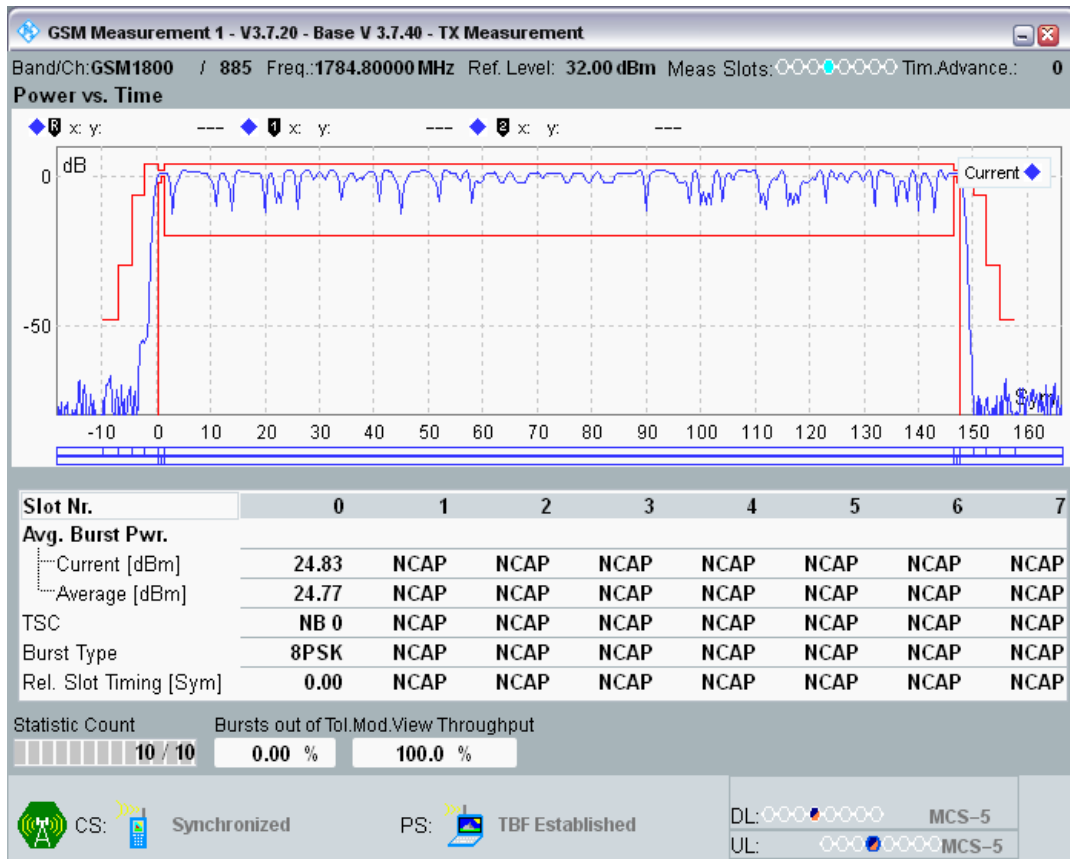 GSM Measurement 1 - V3.7.20 - Base V 3.7.40 - TX Measurement
Band/Ch:GSM1800 / 885 Freq.:1784.80000 MHz Ref. Level: 32.00 dBm Meas Slots: Tim.Advance.: 0
Power vs. Time
R x: y: --- 1 x: y: --- 2 x: y: ---
dB
0
Current
-50
Sym
-10 0 10 20 30 40 50 60 70 80 90 100 110 120 130 140 150 160
Slot Nr. 0 1 2 3 4 5 6 7
Avg. Burst Pwr.
Current [dBm] 24.83 NCAP NCAP NCAP NCAP NCAP NCAP NCAP
Average [dBm] 24.77 NCAP NCAP NCAP NCAP NCAP NCAP NCAP
TSC NB 0 NCAP NCAP NCAP NCAP NCAP NCAP NCAP
Burst Type 8PSK NCAP NCAP NCAP NCAP NCAP NCAP NCAP
Rel. Slot Timing [Sym] 0.00 NCAP NCAP NCAP NCAP NCAP NCAP NCAP
Statistic Count Bursts out of Tol.Mod.View Throughput
10 / 10 0.00 % 100.0 %
CS: Synchronized PS: TBF Established
DL: MCS-5
UL: MCS-5